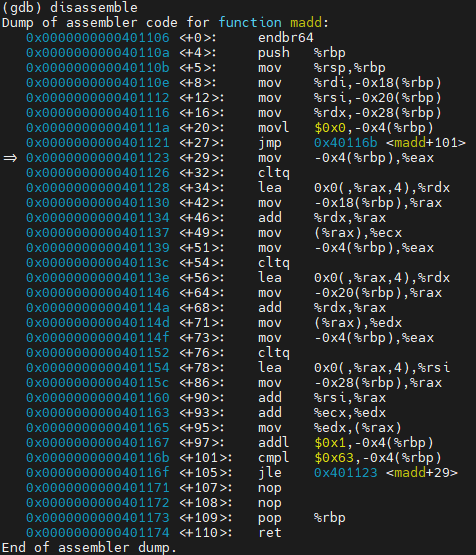 (gdb) disassemble
Dump of assembler code for function madd:
   0x0000000000401106 <+0>:     endbr64
   0x000000000040110a <+4>:     push   %rbp
   0x000000000040110b <+5>:     mov    %rsp,%rbp
   0x000000000040110e <+8>:     mov    %rdi,-0x18(%rbp)
   0x0000000000401112 <+12>:    mov    %rsi,-0x20(%rbp)
   0x0000000000401116 <+16>:    mov    %rdx,-0x28(%rbp)
   0x000000000040111a <+20>:    movl   $0x0,-0x4(%rbp)
   0x0000000000401121 <+27>:    jmp    0x40116b <madd+101>
=> 0x0000000000401123 <+29>:    mov    -0x4(%rbp),%eax
   0x0000000000401126 <+32>:    cltq
   0x0000000000401128 <+34>:    lea    0x0(,%rax,4),%rdx
   0x0000000000401130 <+42>:    mov    -0x18(%rbp),%rax
   0x0000000000401134 <+46>:    add    %rdx,%rax
   0x0000000000401137 <+49>:    mov    (%rax),%ecx
   0x0000000000401139 <+51>:    mov    -0x4(%rbp),%eax
   0x000000000040113c <+54>:    cltq
   0x000000000040113e <+56>:    lea    0x0(,%rax,4),%rdx
   0x0000000000401146 <+64>:    mov    -0x20(%rbp),%rax
   0x000000000040114a <+68>:    add    %rdx,%rax
   0x000000000040114d <+71>:    mov    (%rax),%edx
   0x000000000040114f <+73>:    mov    -0x4(%rbp),%eax
   0x0000000000401152 <+76>:    cltq
   0x0000000000401154 <+78>:    lea    0x0(,%rax,4),%rsi
   0x000000000040115c <+86>:    mov    -0x28(%rbp),%rax
   0x0000000000401160 <+90>:    add    %rsi,%rax
   0x0000000000401163 <+93>:    add    %ecx,%edx
   0x0000000000401165 <+95>:    mov    %edx,(%rax)
   0x0000000000401167 <+97>:    addl   $0x1,-0x4(%rbp)
   0x000000000040116b <+101>:   cmpl   $0x63,-0x4(%rbp)
   0x000000000040116f <+105>:   jle    0x401123 <madd+29>
   0x0000000000401171 <+107>:   nop
   0x0000000000401172 <+108>:   nop
   0x0000000000401173 <+109>:   pop    %rbp
   0x0000000000401174 <+110>:   ret
End of assembler dump.